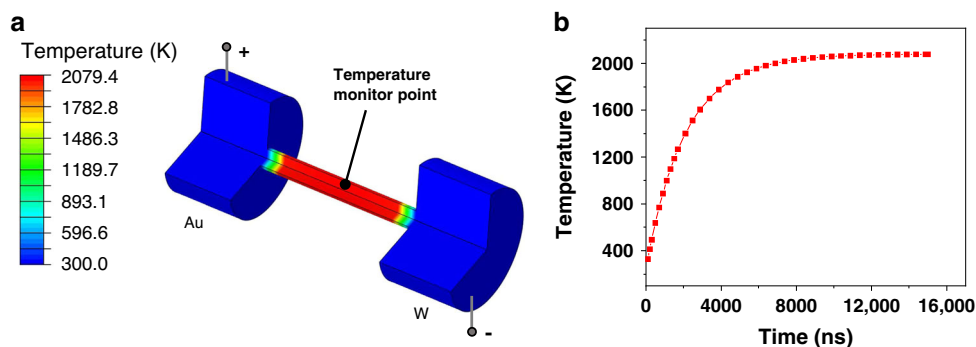 a
Temperature (K)
2079.4
1782.8
1486.3
1189.7
893.1
596.6
300.0
+
Temperature
monitor point
Au
W
-
b
Temperature (K)
2000
1600
1200
800
400
0
4000
8000
12,000
16,000
Time (ns)